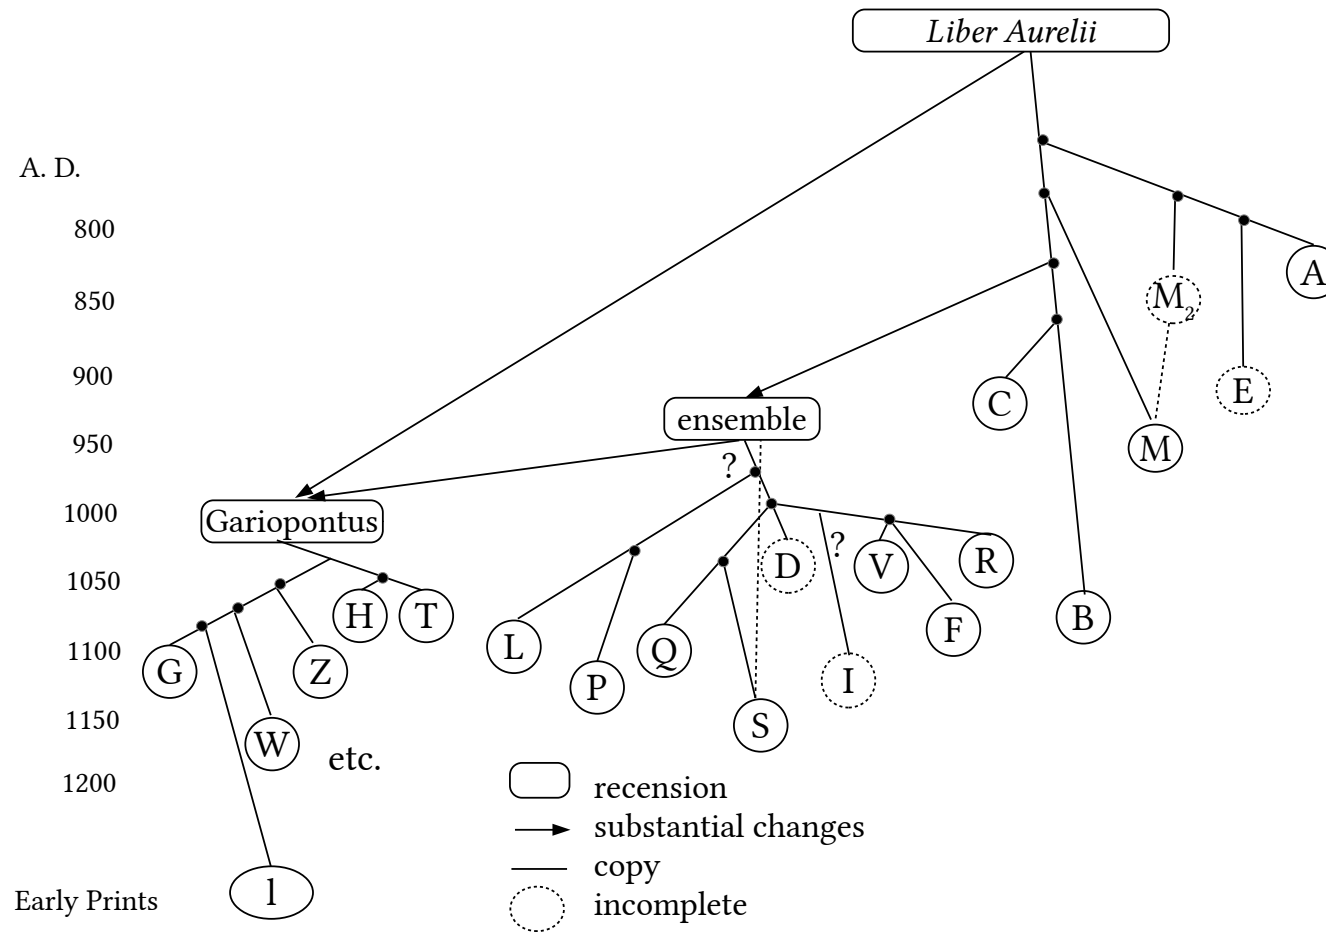 Liber Aurelii
A. D.
800
A
850
M₂
900
E
C
ensemble
950
M
?
1000
Gariopontus
?
R
D
V
1050
H
T
B
F
1100
L
Q
G
Z
I
P
1150
S
W
etc.
1200
recension
substantial changes
copy
Early Prints
l
incomplete